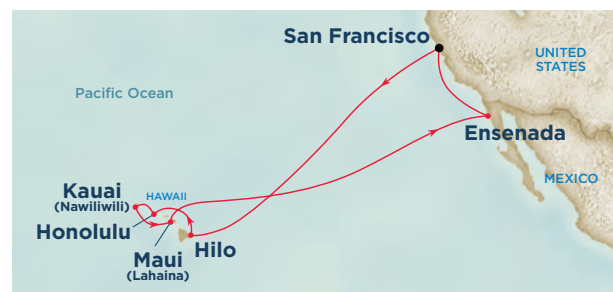 San Francisco
UNITED
STATES
Pacific Ocean
Ensenada
MEXICO
Kauai
(Nawiliwili)
HAWAII
Honolulu
Maui
(Lahaina)
Hilo